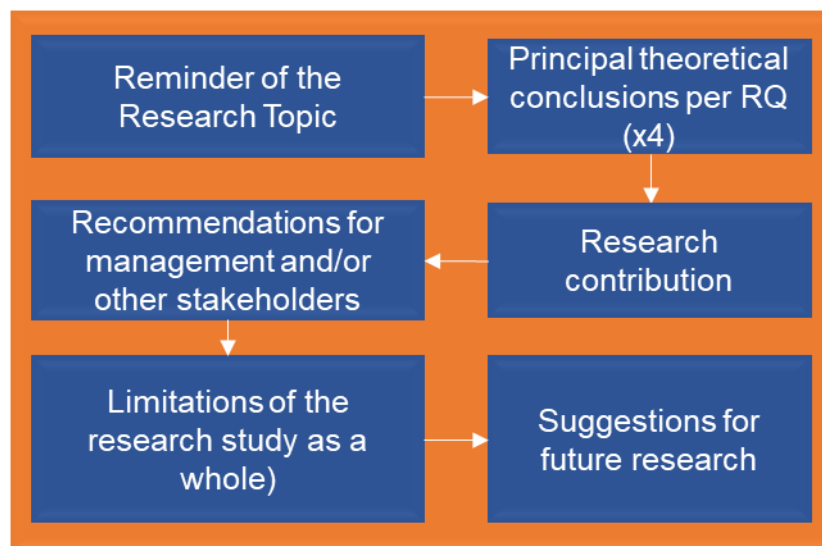 Reminder of the
Research Topic
Principal theoretical
conclusions per RQ
(x4)
Research
contribution
Recommendations for
management and/or
other stakeholders
Limitations of the
research study as a
whole)
Suggestions for
future research